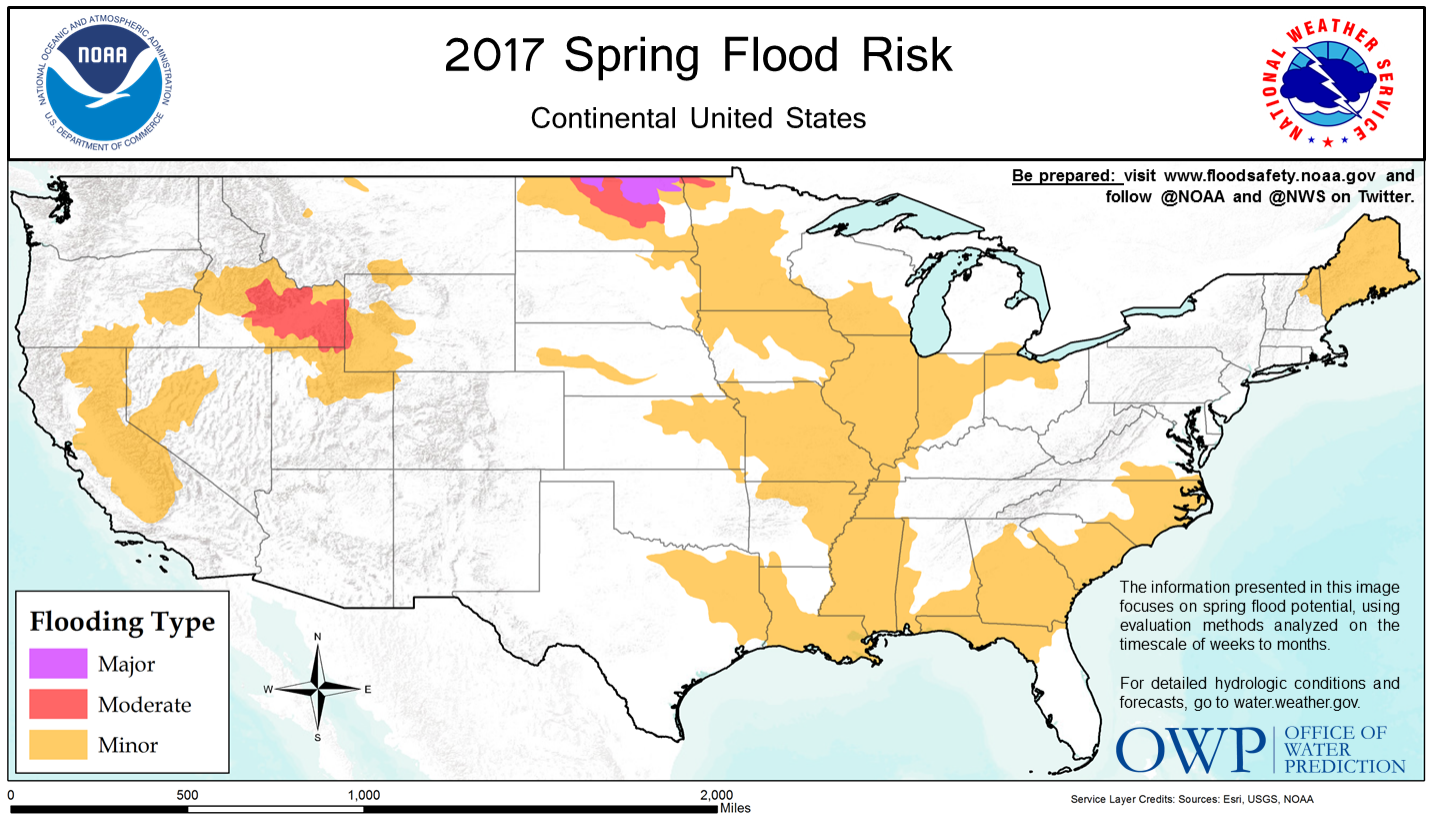 NATIONAL OCEANIC AND ATMOSPHERIC ADMINISTRATION
NOAA
U.S. DEPARTMENT OF COMMERCE
2017 Spring Flood Risk
Continental United States
NATIONAL WEATHER SERVICE
Be prepared: visit www.floodsafety.noaa.gov and
follow @NOAA and @NWS on Twitter.
Flooding Type
Major
Moderate
Minor
N
W
E
S
The information presented in this image
focuses on spring flood potential, using
evaluation methods analyzed on the
timescale of weeks to months.
For detailed hydrologic conditions and
forecasts, go to water.weather.gov.
OWP
OFFICE OF
WATER
PREDICTION
0
500
1,000
2,000
Miles
Service Layer Credits: Sources: Esri, USGS, NOAA